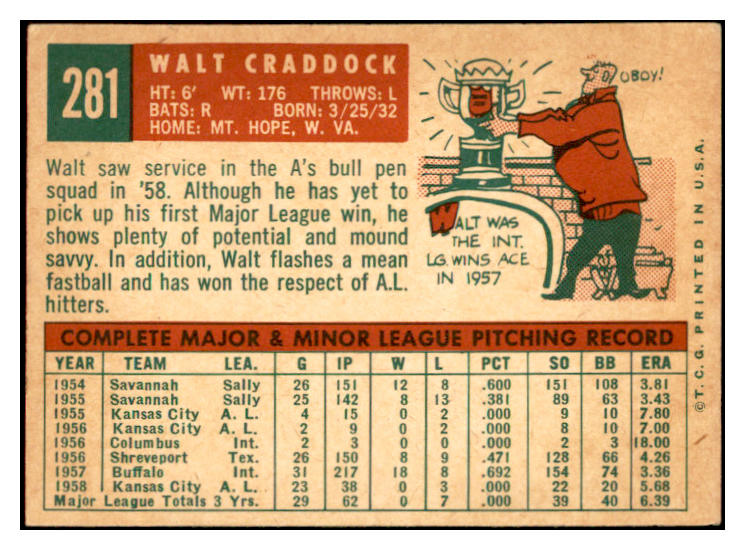 281
WALT CRADDOCK
HT: 6' WT: 176 THROWS: L
BATS: R BORN: 3/25/32
HOME: MT. HOPE, W. VA.
Walt saw service in the A's bull pen
squad in '58. Although he has yet to
pick up his first Major League win, he
shows plenty of potential and mound
savvy. In addition, Walt flashes a mean
fastball and has won the respect of A.L.
hitters.
OBOY!
WALT WAS
THE INT.
LG. WINS ACE
IN 1957
COMPLETE MAJOR & MINOR LEAGUE PITCHING RECORD
YEAR TEAM LEA. G IP W L PCT SO BB ERA
1954 Savannah Sally 26 151 12 8 .600 151 108 3.81
1955 Savannah Sally 25 142 8 13 .381 89 63 3.43
1955 Kansas City A. L. 4 15 0 2 .000 9 10 7.80
1956 Kansas City A. L. 2 9 0 2 .000 8 10 7.00
1956 Columbus Int. 2 3 0 0 .000 2 3 18.00
1956 Shreveport Tex. 26 150 8 9 .471 128 66 4.26
1957 Buffalo Int. 31 217 18 8 .692 154 74 3.36
1958 Kansas City A. L. 23 38 0 3 .000 22 20 5.68
Major League Totals 3 Yrs. 29 62 0 7 .000 39 40 6.39
© T. C. G. PRINTED IN U.S.A.